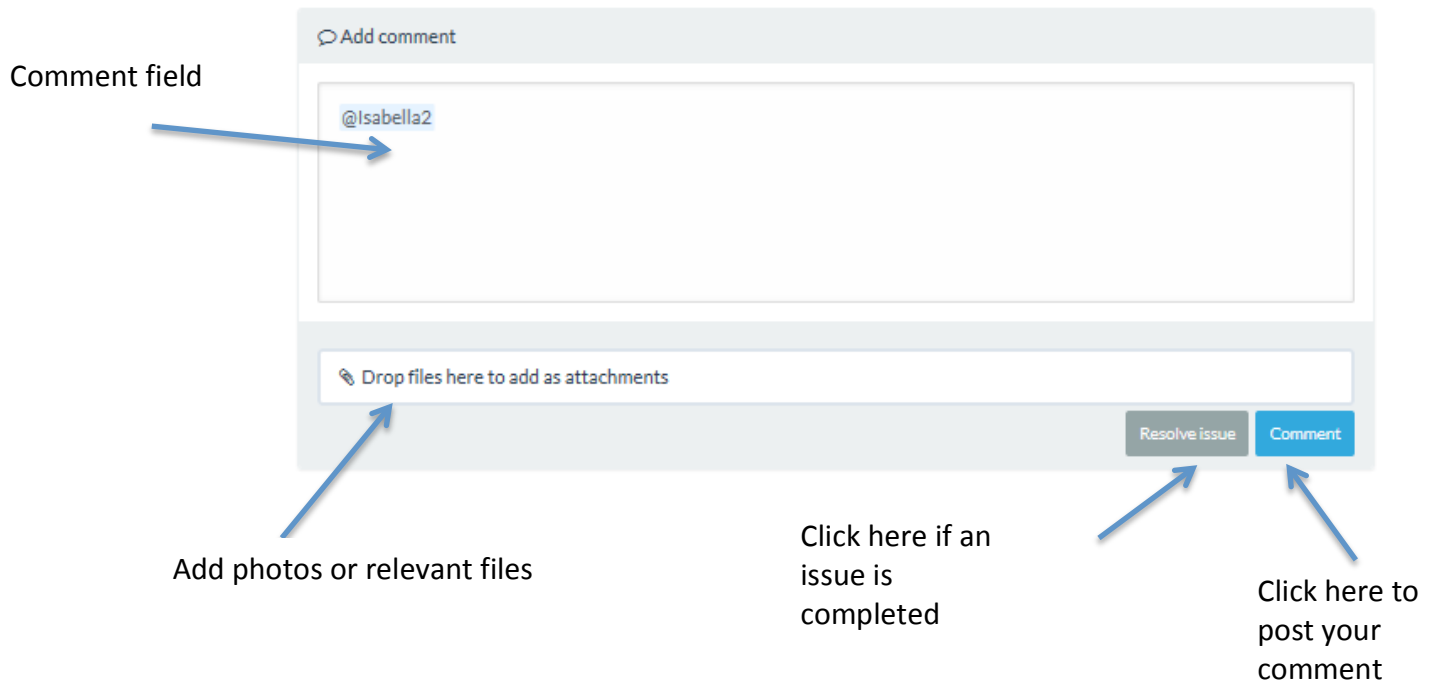 Add comment
Comment field
@Isabella2
Drop files here to add as attachments
Resolve issue
Comment
Add photos or relevant files
Click here if an
issue is
completed
Click here to
post your
comment